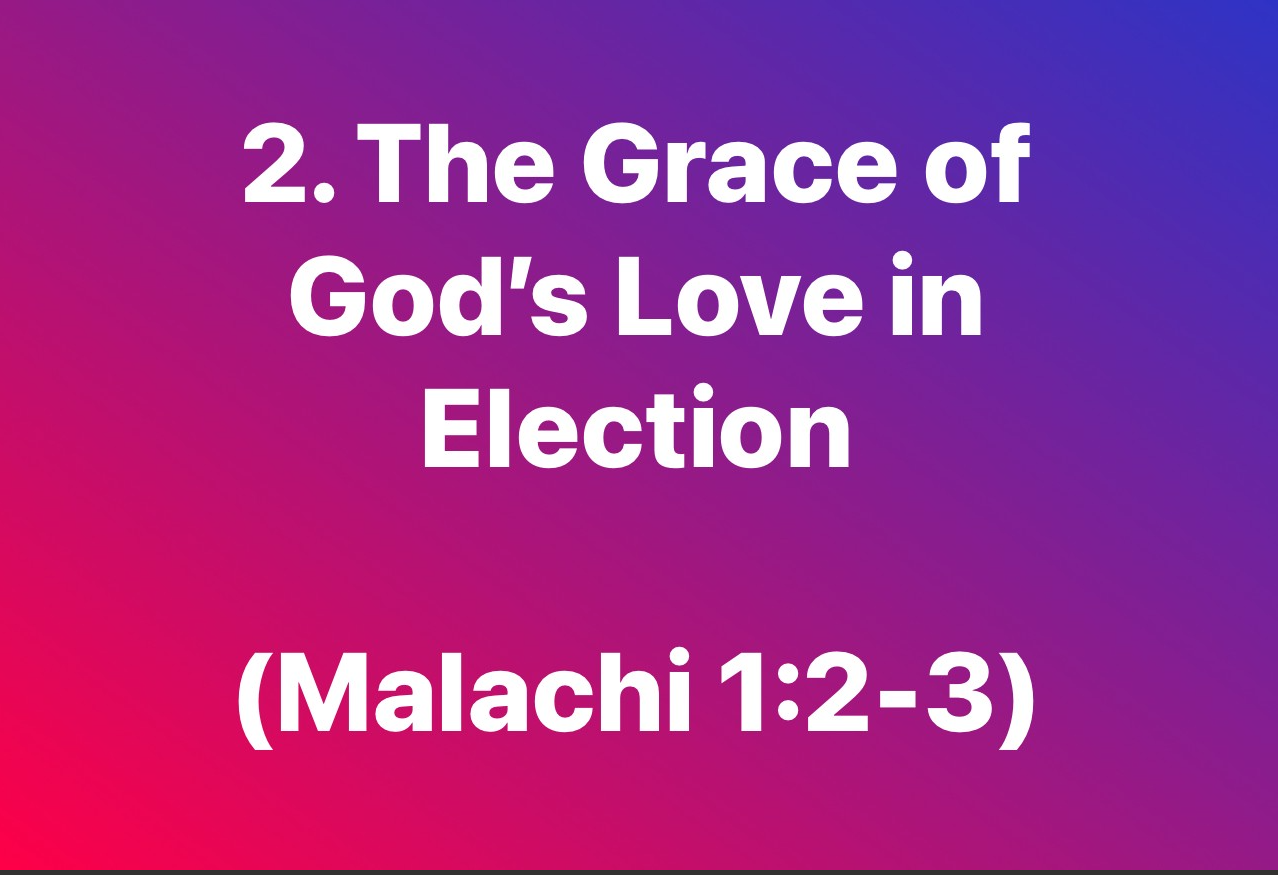 2. The Grace of
God’s Love in
Election
(Malachi 1:2-3)